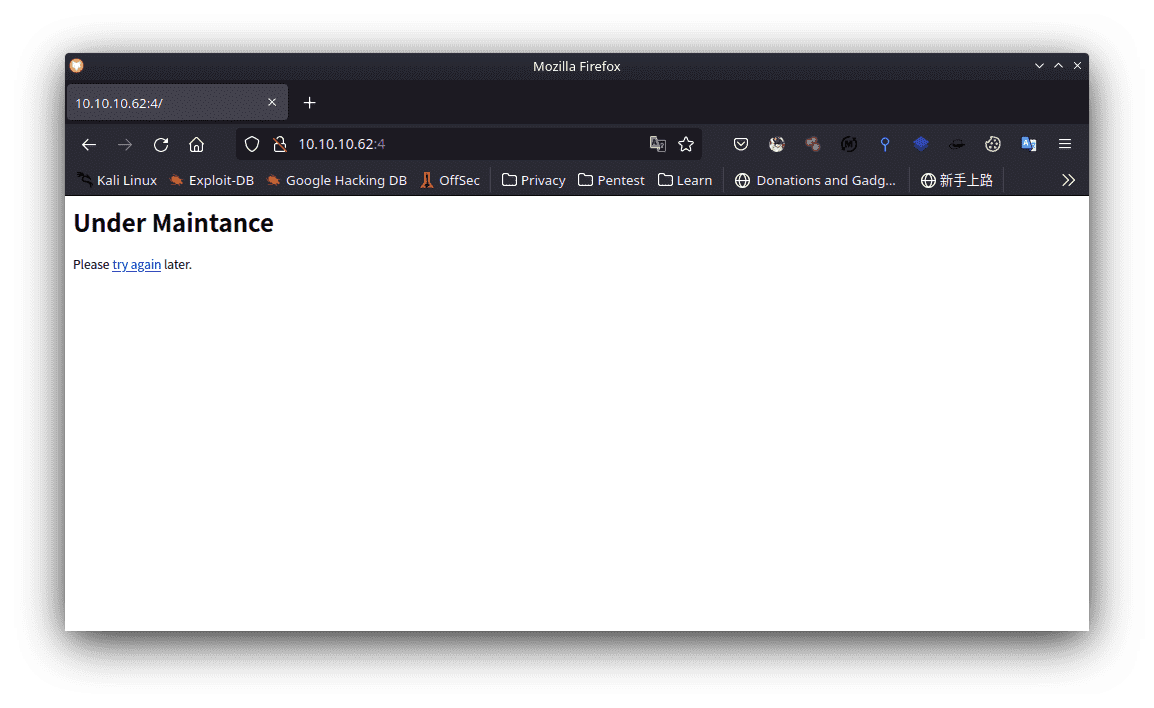 Mozilla Firefox
10.10.10.62:4/
10.10.10.62:4
Kali Linux Exploit-DB Google Hacking DB OffSec Privacy Pentest Learn Donations and Gadg... 新手上路
Under Maintance
Please try again later.